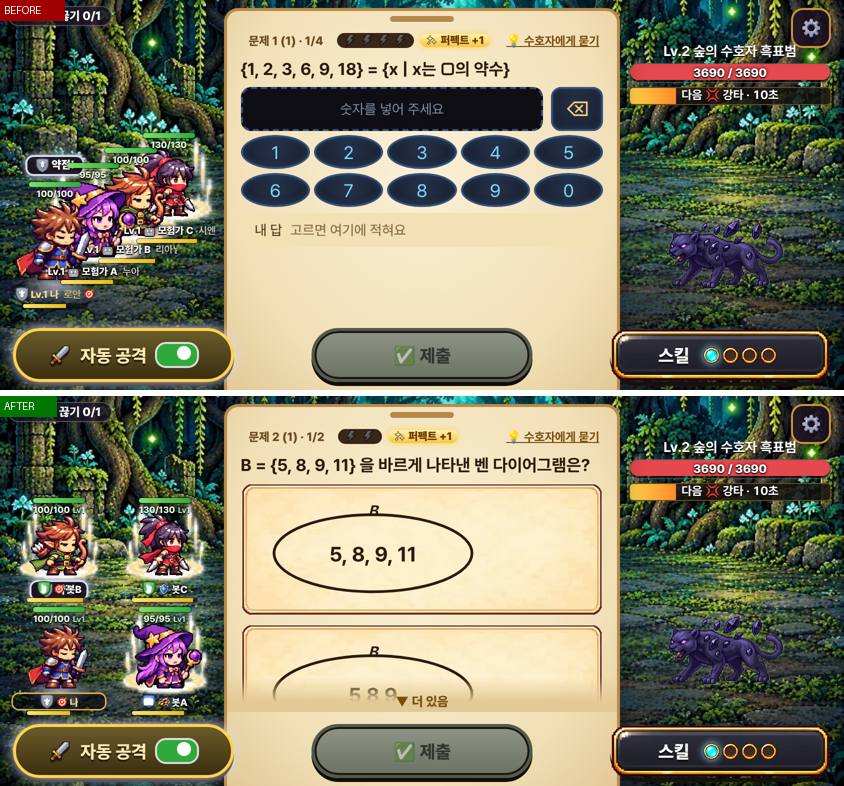 BEFORE
끊기 0/1
문제 1 (1) · 1/4
퍼펙트 +1
수호자에게 묻기
{1, 2, 3, 6, 9, 18} = {x | x는 □의 약수}
숫자를 넣어 주세요
1 2 3 4 5
6 7 8 9 0
내 답 고르면 여기에 적혀요
제출
Lv.2 숲의 수호자 흑표범
3690 / 3690
다음 강타 · 10초
130/130
100/100
약점
95/95
100/100
Lv.1 모험가 C 시엔
Lv.1 모험가 B 리아
Lv.1 모험가 A 누아
Lv.1 나 로안
자동 공격
스킬
AFTER
끊기 0/1
문제 2 (1) · 1/2
퍼펙트 +1
수호자에게 묻기
B = {5, 8, 9, 11} 을 바르게 나타낸 벤 다이어그램은?
B
5, 8, 9, 11
B
5 8 9
▼ 더 있음
제출
Lv.2 숲의 수호자 흑표범
3690 / 3690
다음 강타 · 10초
100/100 Lv1
130/130 Lv1
봇B
봇C
100/100 Lv1
95/95 Lv1
나
봇A
자동 공격
스킬